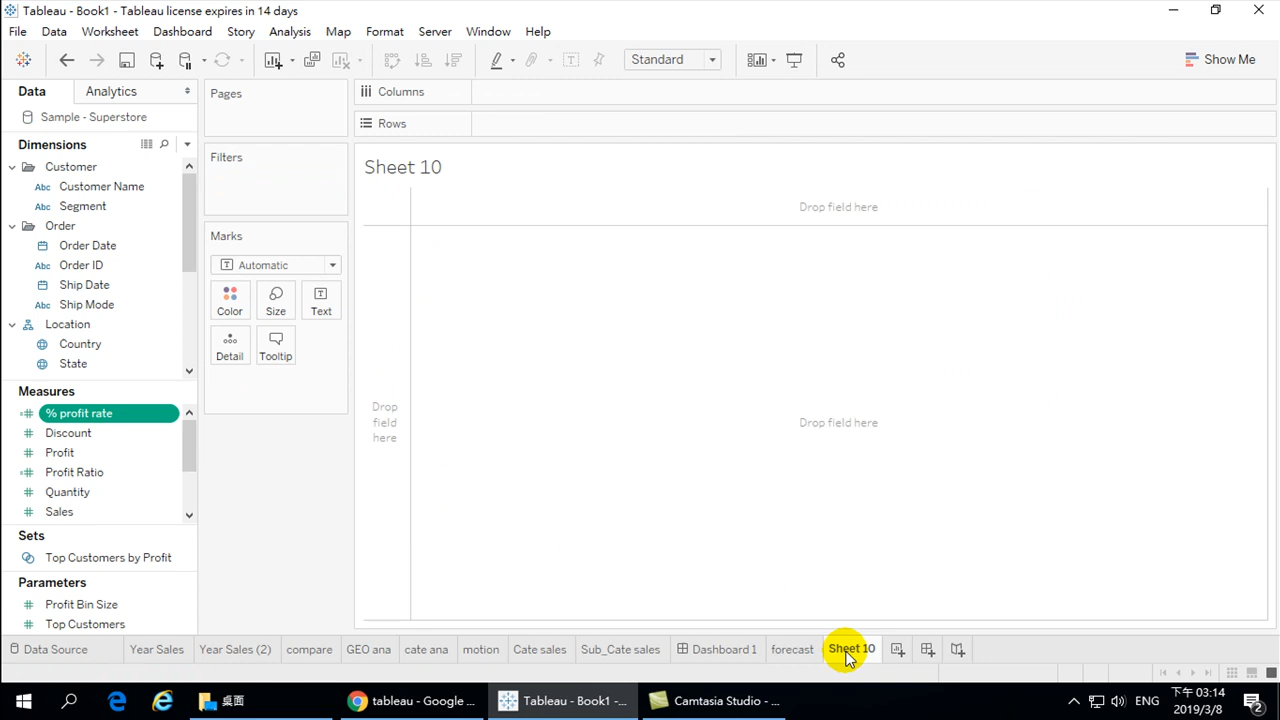 Tableau - Book1 - Tableau license expires in 14 days
File Data Worksheet Dashboard Story Analysis Map Format Server Window Help
Standard
Show Me
Data
Analytics
Sample - Superstore
Dimensions
Customer
Abc Customer Name
Abc Segment
Order
Order Date
Abc Order ID
Ship Date
Abc Ship Mode
Location
Country
State
Measures
% profit rate
Discount
Profit
Profit Ratio
Quantity
Sales
Sets
Top Customers by Profit
Parameters
Profit Bin Size
Top Customers
Pages
Filters
Marks
Automatic
Color
Size
Text
Detail
Tooltip
Columns
Rows
Sheet 10
Drop field here
Drop
field
here
Drop field here
Data Source
Year Sales
Year Sales (2)
compare
GEO ana
cate ana
motion
Cate sales
Sub_Cate sales
Dashboard 1
forecast
Sheet 10
桌面
tableau - Google ...
Tableau - Book1 -...
Camtasia Studio - ...
ENG
下午 03:14
2019/3/8
2